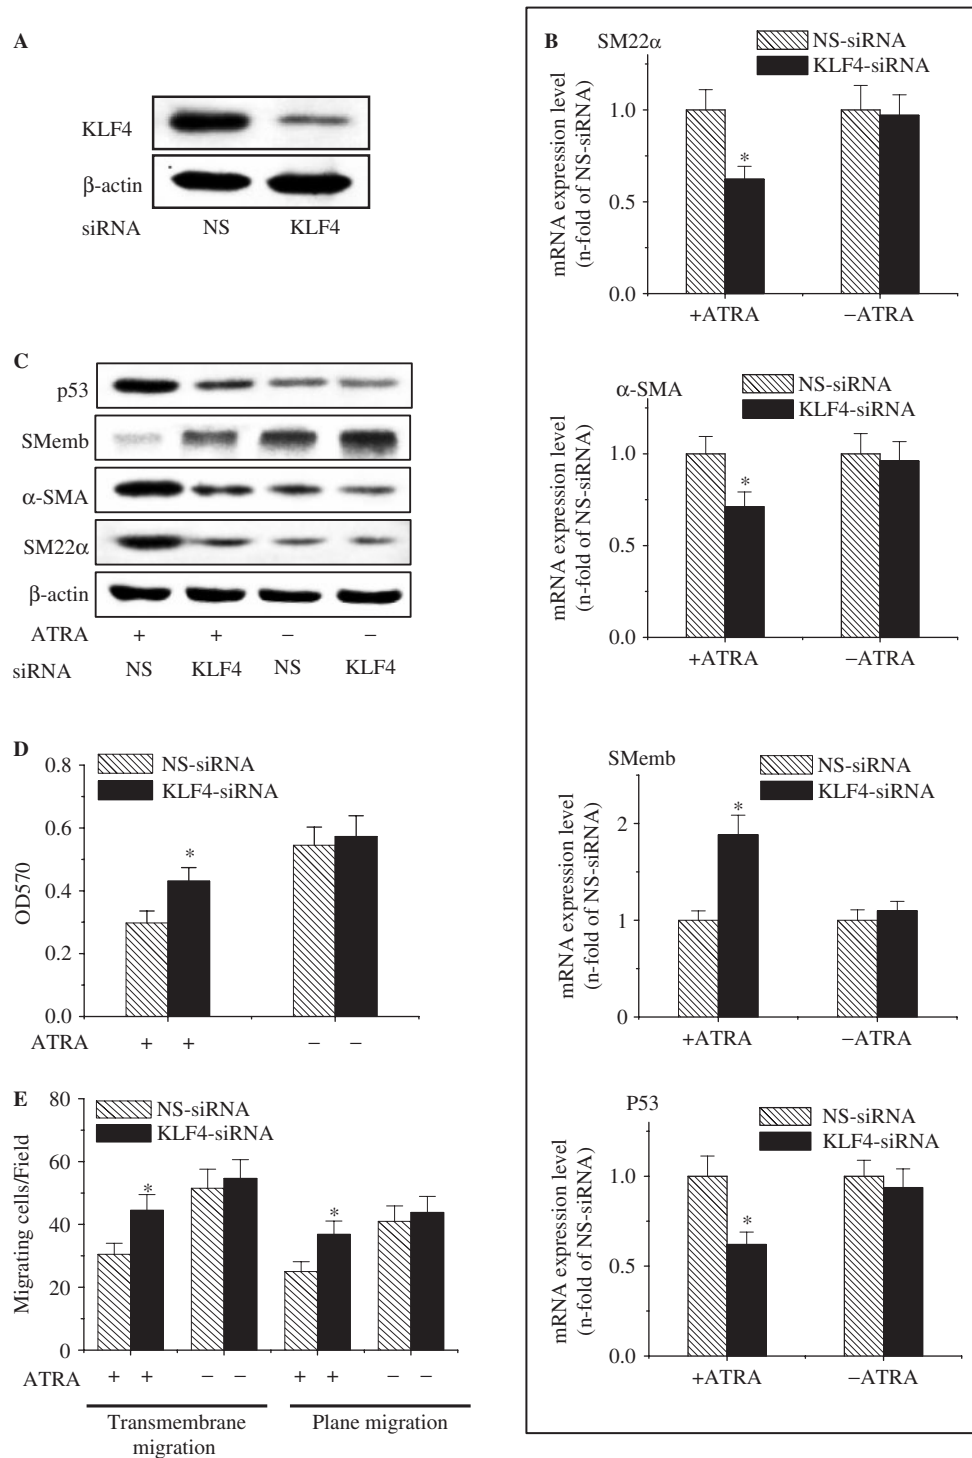 A
KLF4
β-actin
siRNA NS KLF4
B
SM22α
NS-siRNA
KLF4-siRNA
mRNA expression level
(n-fold of NS-siRNA)
1.0
*
0.5
0.0
+ATRA −ATRA
α-SMA
NS-siRNA
KLF4-siRNA
mRNA expression level
(n-fold of NS-siRNA)
1.0
*
0.5
0.0
+ATRA −ATRA
SMemb
NS-siRNA
KLF4-siRNA
mRNA expression level
(n-fold of NS-siRNA)
*
2
1
0
+ATRA −ATRA
P53
NS-siRNA
KLF4-siRNA
mRNA expression level
(n-fold of NS-siRNA)
1.0
*
0.5
0.0
+ATRA −ATRA
C
p53
SMemb
α-SMA
SM22α
β-actin
ATRA + + − −
siRNA NS KLF4 NS KLF4
D
NS-siRNA
KLF4-siRNA
OD570
0.8
0.6
*
0.4
0.2
0.0
ATRA + + − −
E
NS-siRNA
KLF4-siRNA
Migrating cells/Field
80
60
* *
40
20
0
ATRA + + − − + + − −
Transmembrane
migration
Plane migration